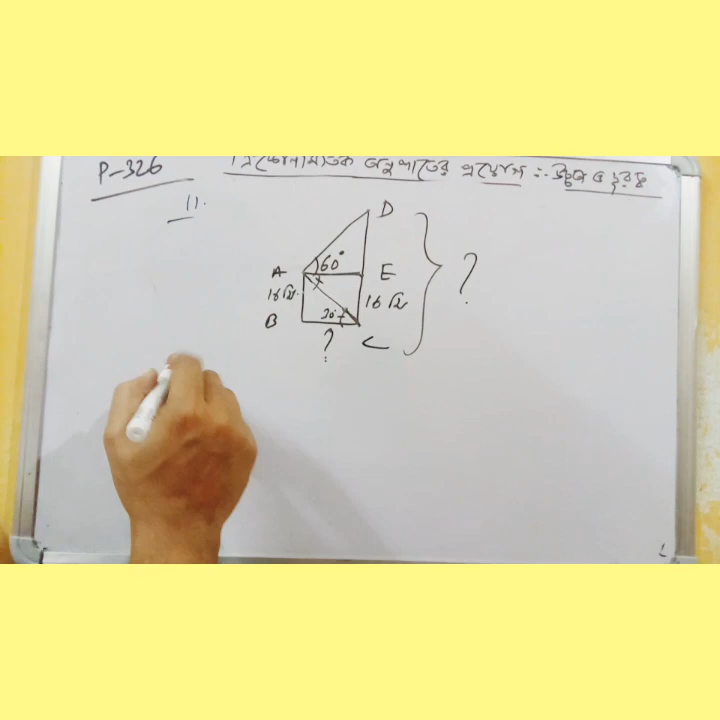 P-326
ত্রিকোণমিতিক অনুপাতের প্রয়োগ :- উচ্চতা ও দূরত্ব
11.
D
A 60° E
16 মি. 16 মি
B 30° C
?
?